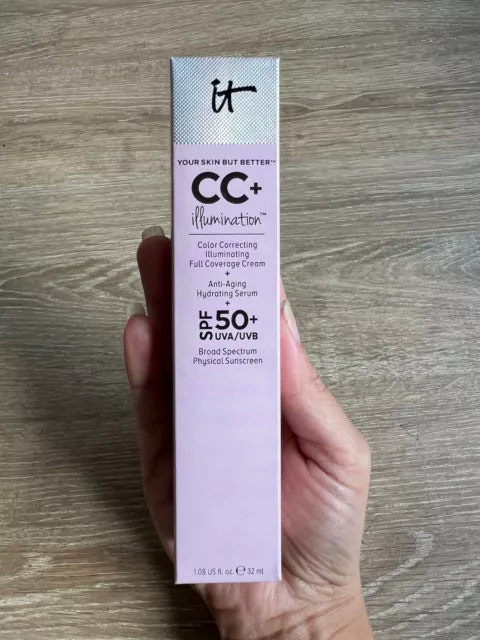 it
YOUR SKIN BUT BETTER™
CC+
illumination™
Color Correcting
Illuminating
Full Coverage Cream
+
Anti-Aging
Hydrating Serum
+
SPF 50+
UVA/UVB
Broad Spectrum
Physical Sunscreen
1.08 US fl. oz. ℮ 32 ml